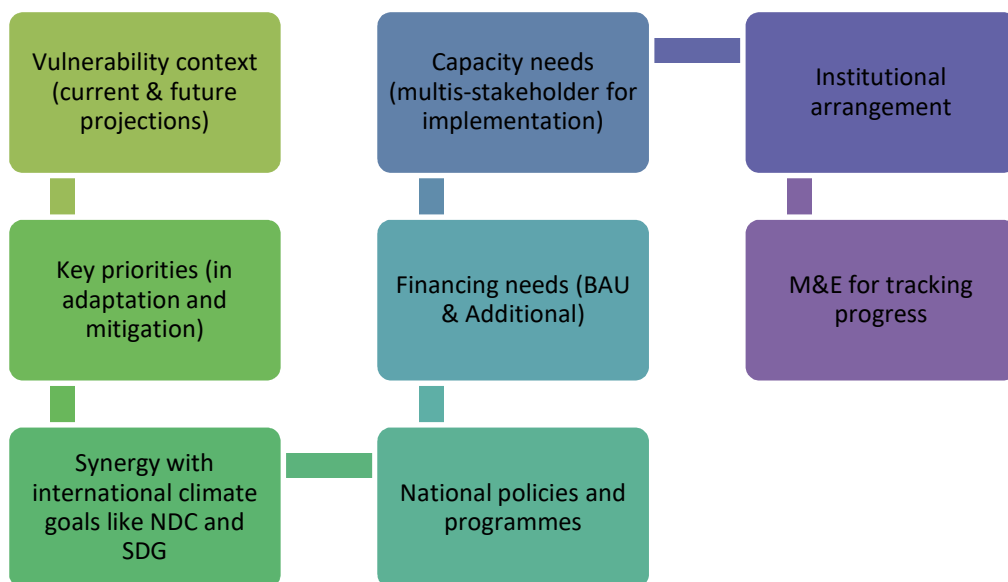 Vulnerability context
(current & future
projections)
Key priorities (in
adaptation and
mitigation)
Synergy with
international climate
goals like NDC and
SDG
National policies and
programmes
Financing needs (BAU
& Additional)
Capacity needs
(multis-stakeholder for
implementation)
Institutional
arrangement
M&E for tracking
progress